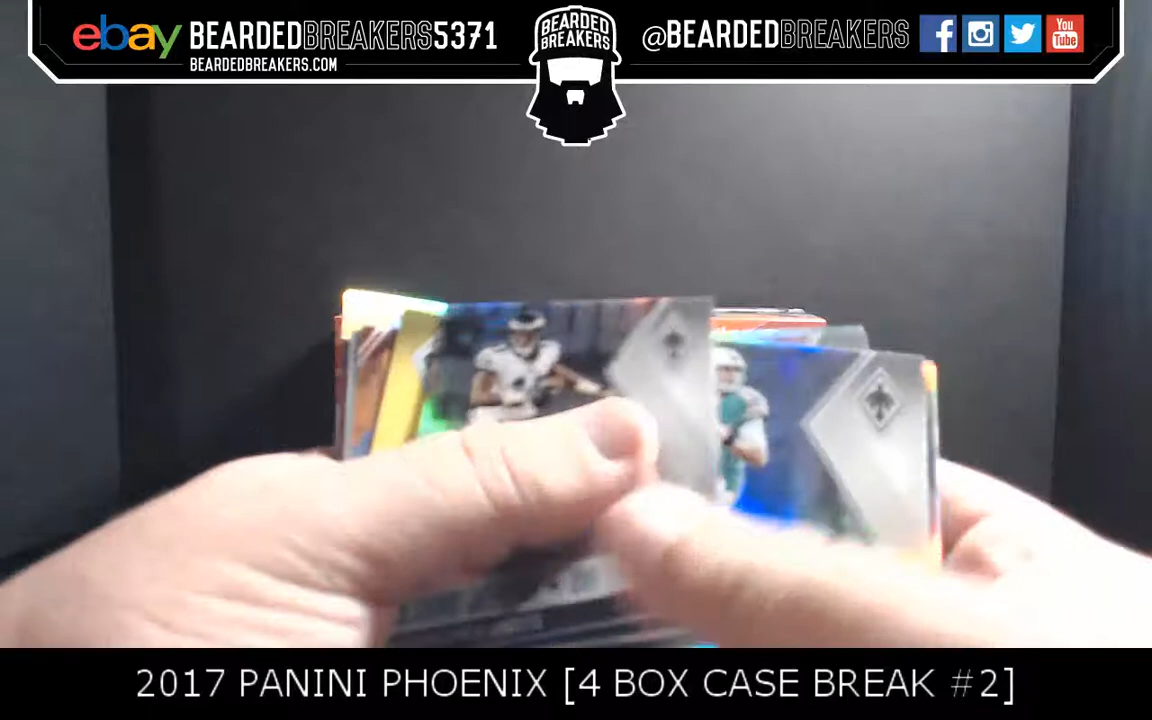 ebay BEARDEDBREAKERS5371
BEARDEDBREAKERS.COM
BEARDED
BREAKERS
@BEARDEDBREAKERS
You
Tube
2017 PANINI PHOENIX [4 BOX CASE BREAK #2]